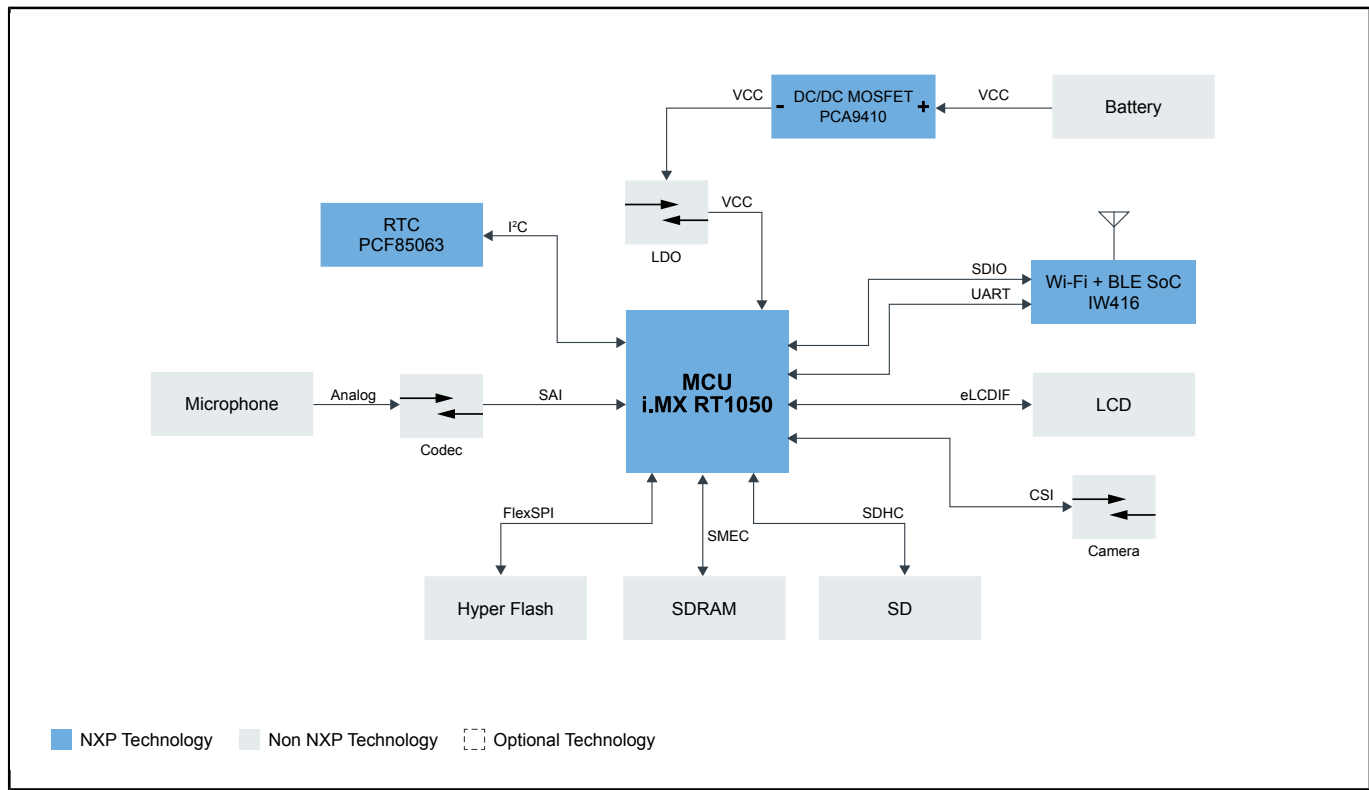 VCC
- DC/DC MOSFET +
PCA9410
VCC
Battery
RTC
PCF85063
I²C
VCC
LDO
SDIO
UART
Wi-Fi + BLE SoC
IW416
MCU
i.MX RT1050
Microphone
Analog
Codec
SAI
eLCDIF
LCD
CSI
Camera
FlexSPI
SMEC
SDHC
Hyper Flash
SDRAM
SD
NXP Technology
Non NXP Technology
Optional Technology